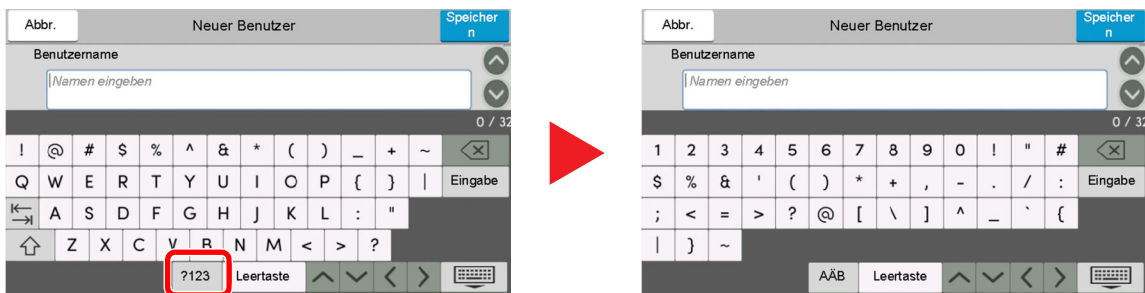 Abbr. Neuer Benutzer Speicher
n
Benutzername
Namen eingeben
0 / 32
! @ # $ % ^ & * ( ) _ + ~
Q W E R T Y U I O P { } | Eingabe
A S D F G H J K L : "
Z X C V B N M < > ?
?123 Leertaste
Abbr. Neuer Benutzer Speicher
n
Benutzername
Namen eingeben
0 / 32
1 2 3 4 5 6 7 8 9 0 ! " #
$ % & ' ( ) * + , - . / : Eingabe
; < = > ? @ [ \ ] ^ _ ` {
| } ~
AÄB Leertaste